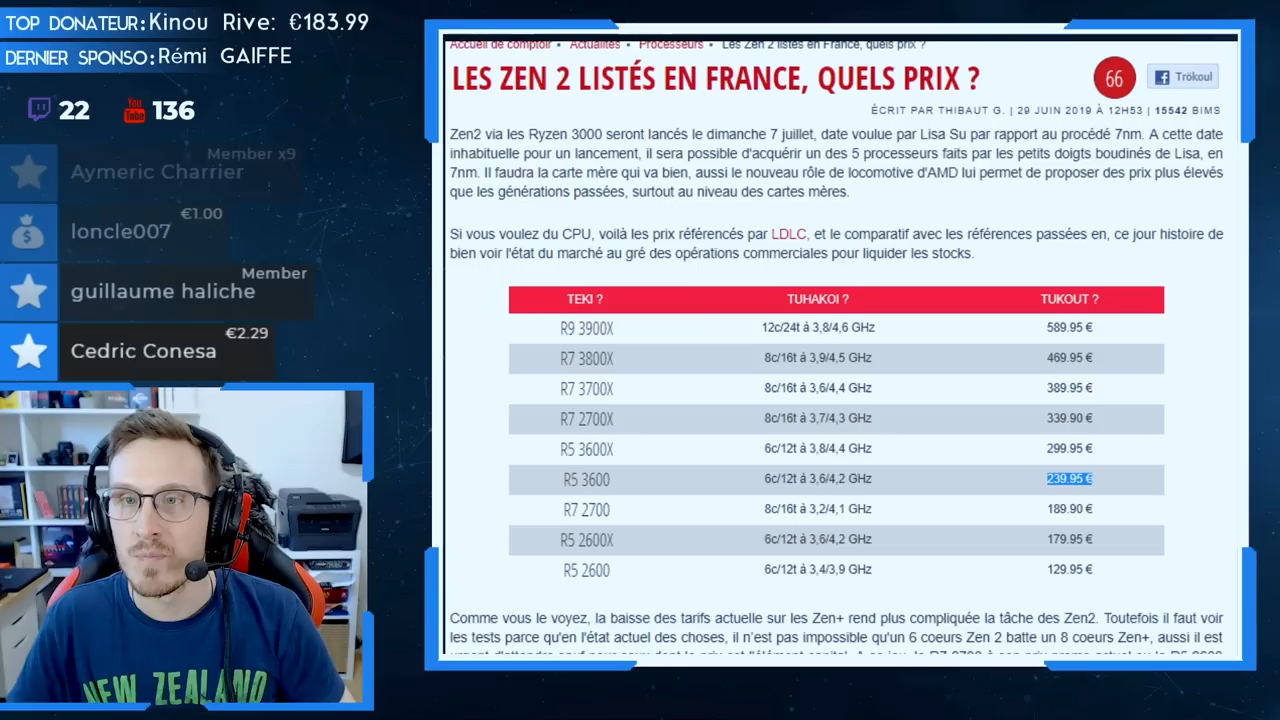 TOP DONATEUR: Kinou Rive: €183.99
DERNIER SPONSO: Rémi GAIFFE
22
You Tube 136
Member x9
Aymeric Charrier
€1.00
loncle007
Member
guillaume haliche
€2.29
Cedric Conesa
NEW ZEALAND
Accueil de comptoir • Actualités • Processeurs • Les Zen 2 listés en France, quels prix ?
LES ZEN 2 LISTÉS EN FRANCE, QUELS PRIX ?
66
Trökoul
ÉCRIT PAR THIBAUT G. | 29 JUIN 2019 À 12H53 | 15542 BIMS
Zen2 via les Ryzen 3000 seront lancés le dimanche 7 juillet, date voulue par Lisa Su par rapport au procédé 7nm. A cette date
inhabituelle pour un lancement, il sera possible d'acquérir un des 5 processeurs faits par les petits doigts boudinés de Lisa, en
7nm. Il faudra la carte mère qui va bien, aussi le nouveau rôle de locomotive d'AMD lui permet de proposer des prix plus élevés
que les générations passées, surtout au niveau des cartes mères.
Si vous voulez du CPU, voilà les prix référencés par LDLC, et le comparatif avec les références passées en, ce jour histoire de
bien voir l'état du marché au gré des opérations commerciales pour liquider les stocks.
TEKI ? TUHAKOI ? TUKOUT ?
R9 3900X 12c/24t à 3,8/4,6 GHz 589.95 €
R7 3800X 8c/16t à 3,9/4,5 GHz 469.95 €
R7 3700X 8c/16t à 3,6/4,4 GHz 389.95 €
R7 2700X 8c/16t à 3,7/4,3 GHz 339.90 €
R5 3600X 6c/12t à 3,8/4,4 GHz 299.95 €
R5 3600 6c/12t à 3,6/4,2 GHz 239.95 €
R7 2700 8c/16t à 3,2/4,1 GHz 189.90 €
R5 2600X 6c/12t à 3,6/4,2 GHz 179.95 €
R5 2600 6c/12t à 3,4/3,9 GHz 129.95 €
Comme vous le voyez, la baisse des tarifs actuelle sur les Zen+ rend plus compliquée la tâche des Zen2. Toutefois il faut voir
les tests parce qu'en l'état actuel des choses, il n'est pas impossible qu'un 6 coeurs Zen 2 batte un 8 coeurs Zen+, aussi il est